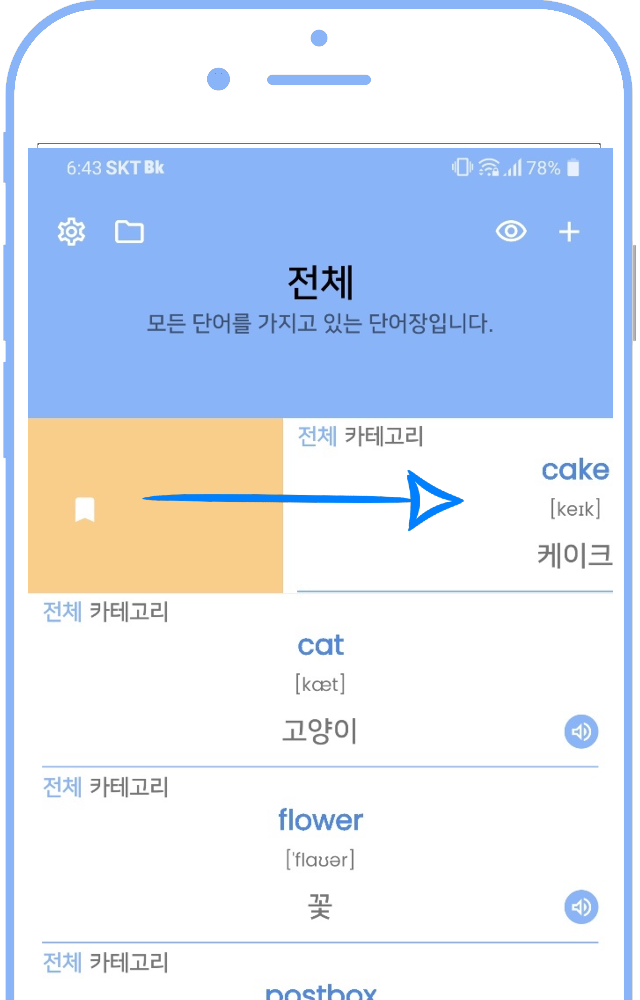 6:43 SKT Bk 78%
전체
모든 단어를 가지고 있는 단어장입니다.
전체 카테고리
cake
[keɪk]
케이크
전체 카테고리
cat
[kæt]
고양이
전체 카테고리
flower
[ˈflaʊər]
꽃
전체 카테고리
postbox